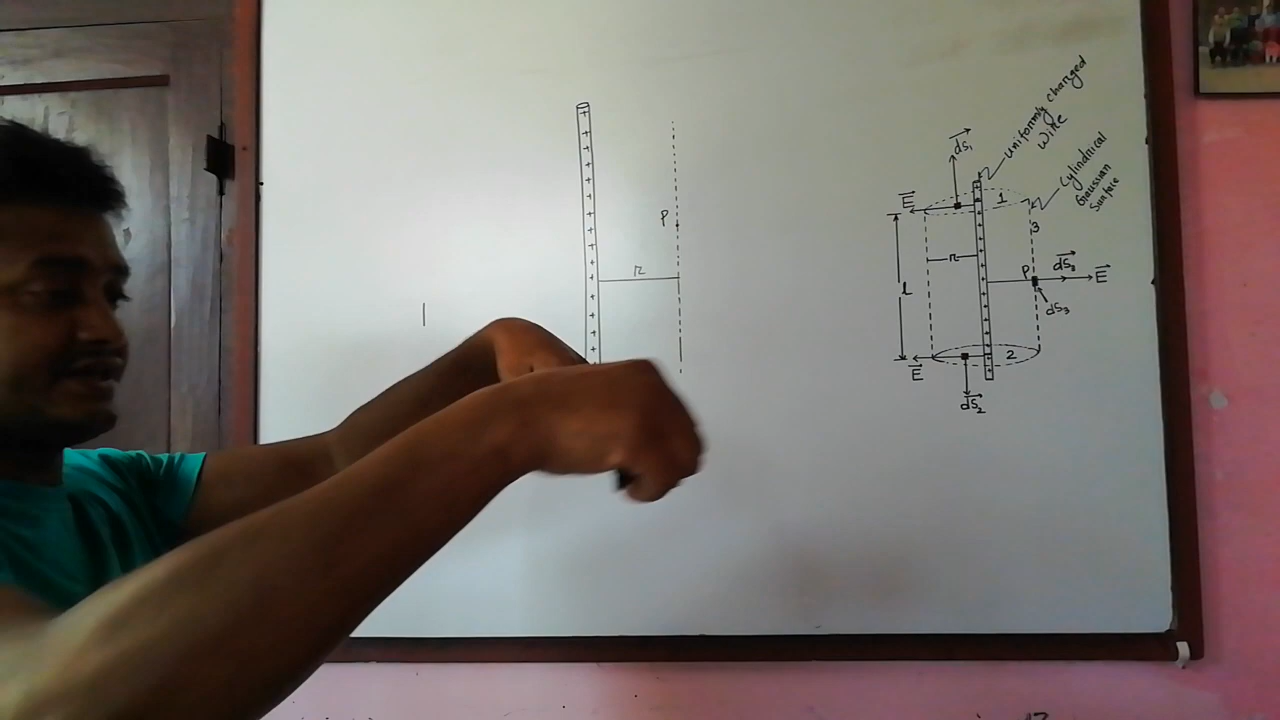 P
r
uniformly charged
wire
cylindrical
Gaussian
Surface
dS₁
E
1
3
r
l
P
dS₃
E
dS₃
2
E
dS₂